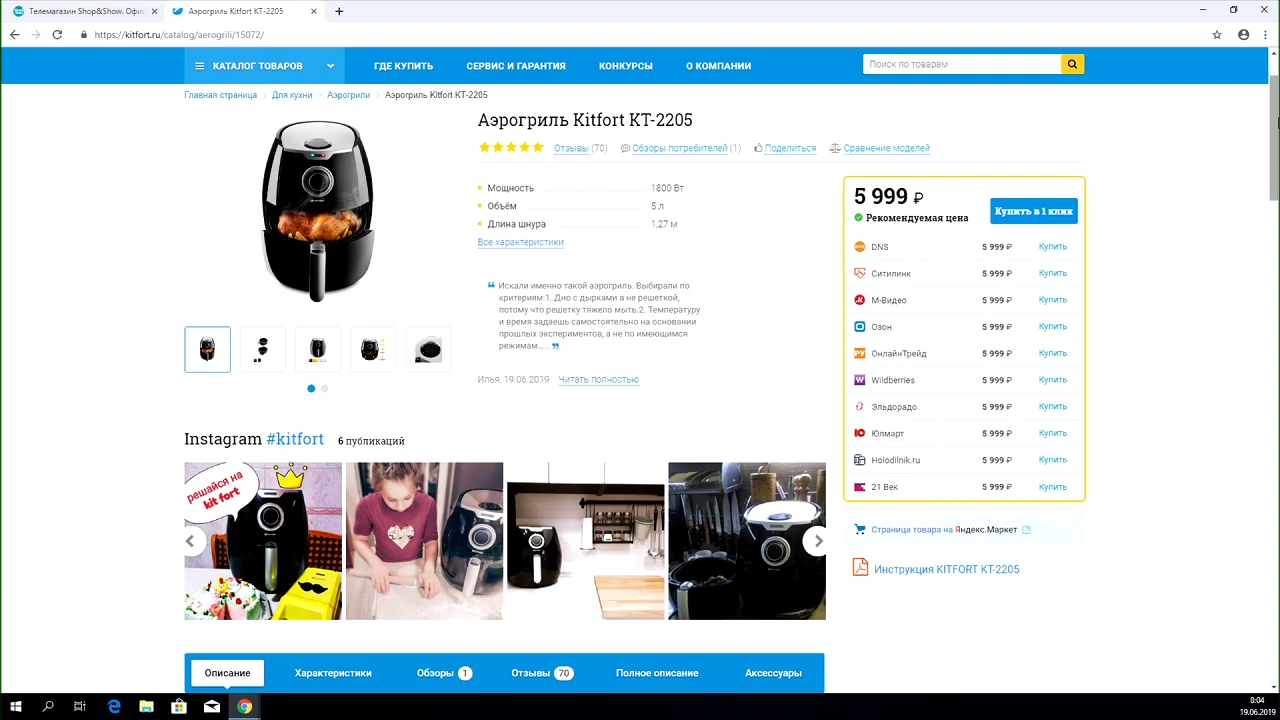 Телемагазин Shop&Show. Офи
Аэрогриль Kitfort KT-2205
https://kitfort.ru/catalog/aerogrili/15072/
КАТАЛОГ ТОВАРОВ
ГДЕ КУПИТЬ
СЕРВИС И ГАРАНТИЯ
КОНКУРСЫ
О КОМПАНИИ
Поиск по товарам
Главная страница
Для кухни
Аэрогрили
Аэрогриль Kitfort KT-2205
Аэрогриль Kitfort KT-2205
Отзывы (70)
Обзоры потребителей (1)
Поделиться
Сравнение моделей
Мощность 1800 Вт
Объём 5 л
Длина шнура 1,27 м
Все характеристики
Искали именно такой аэрогриль. Выбирали по
критериям:1. Дно с дырками а не решеткой,
потому что решетку тяжело мыть.2. Температуру
и время задаешь самостоятельно на основании
прошлых экспериментов, а не по имеющимся
режимам.....
Илья, 19.06.2019 Читать полностью
5 999 ₽
Рекомендуемая цена
Купить в 1 клик
DNS 5 999 ₽ Купить
Ситилинк 5 999 ₽ Купить
М-Видео 5 999 ₽ Купить
Озон 5 999 ₽ Купить
ОнлайнТрейд 5 999 ₽ Купить
Wildberries 5 999 ₽ Купить
Эльдорадо 5 999 ₽ Купить
Юлмарт 5 999 ₽ Купить
Holodilnik.ru 5 999 ₽ Купить
21 Век 5 999 ₽ Купить
Страница товара на Яндекс.Маркет
Инструкция KITFORT KT-2205
Instagram #kitfort 6 публикаций
решайся на
kit fort
Описание
Характеристики
Обзоры 1
Отзывы 70
Полное описание
Аксессуары
8:04
19.06.2019